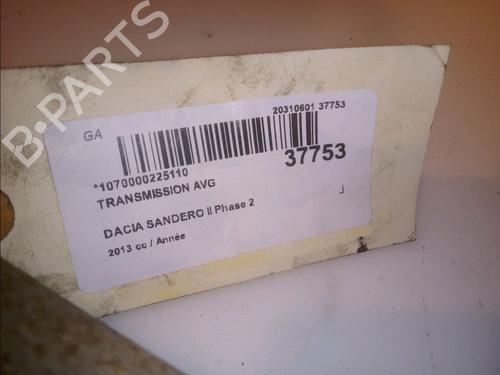 B-PARTS
GA
20310601 37753
*1070000225110
37753
TRANSMISSION AVG
DACIA SANDERO II Phase 2
2013 cc / Année